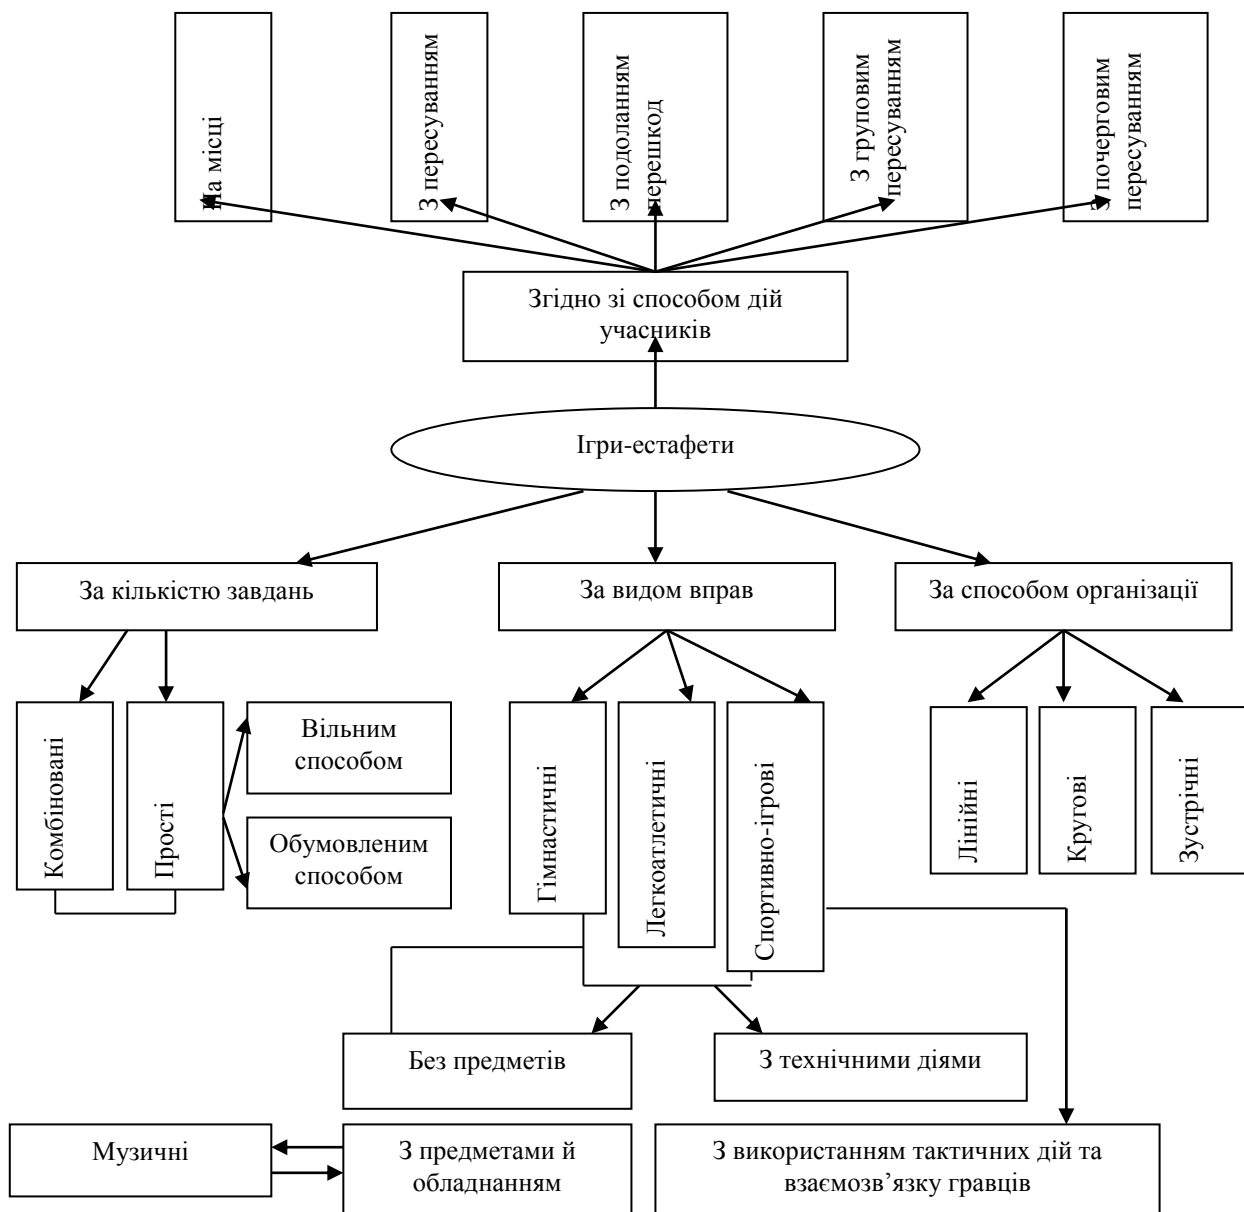 На місці
З пересуванням
З подоланням
перешкод
З груповим
пересуванням
З почерговим
пересуванням
Згідно зі способом дій
учасників
Ігри-естафети
За кількістю завдань
За видом вправ
За способом організації
Комбіновані
Прості
Вільним
способом
Обумовленим
способом
Гімнастичні
Легкоатлетичні
Спортивно-ігрові
Лінійні
Кругові
Зустрічні
Без предметів
З технічними діями
Музичні
З предметами й
обладнанням
З використанням тактичних дій та
взаємозв’язку гравців